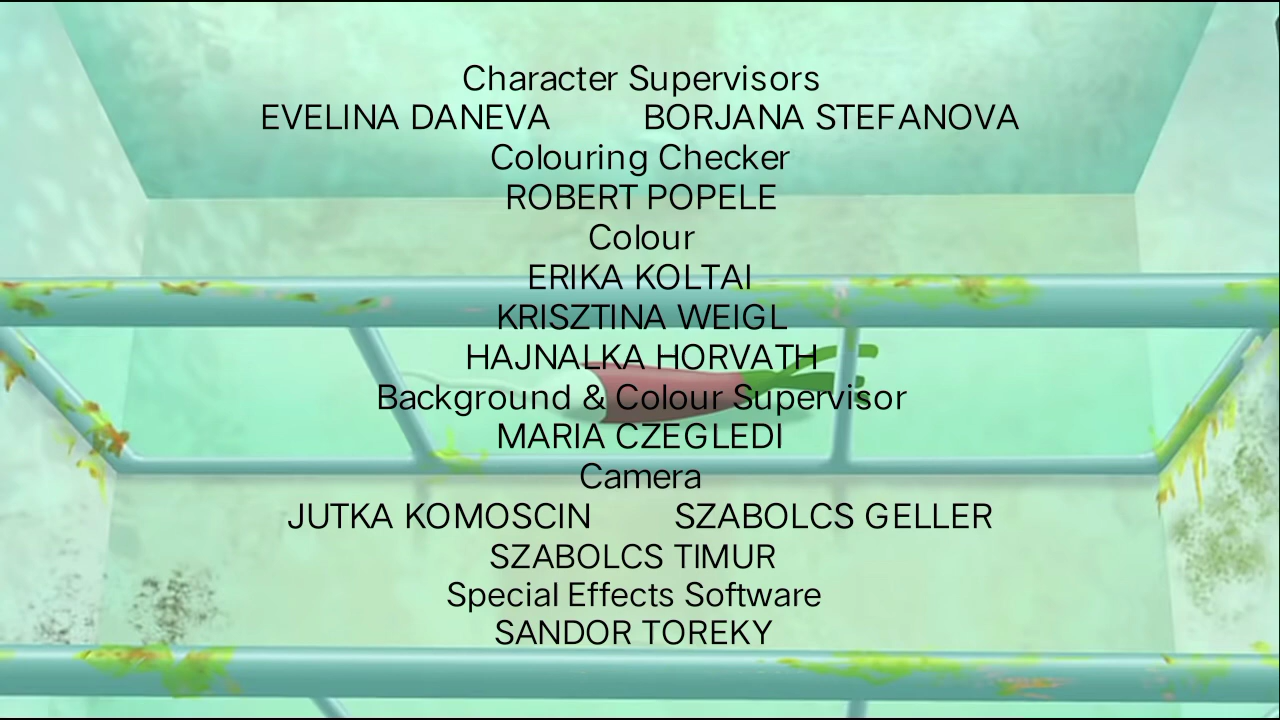 Character Supervisors
EVELINA DANEVA BORJANA STEFANOVA
Colouring Checker
ROBERT POPELE
Colour
ERIKA KOLTAI
KRISZTINA WEIGL
HAJNALKA HORVATH
Background & Colour Supervisor
MARIA CZEGLEDI
Camera
JUTKA KOMOSCIN SZABOLCS GELLER
SZABOLCS TIMUR
Special Effects Software
SANDOR TOREKY